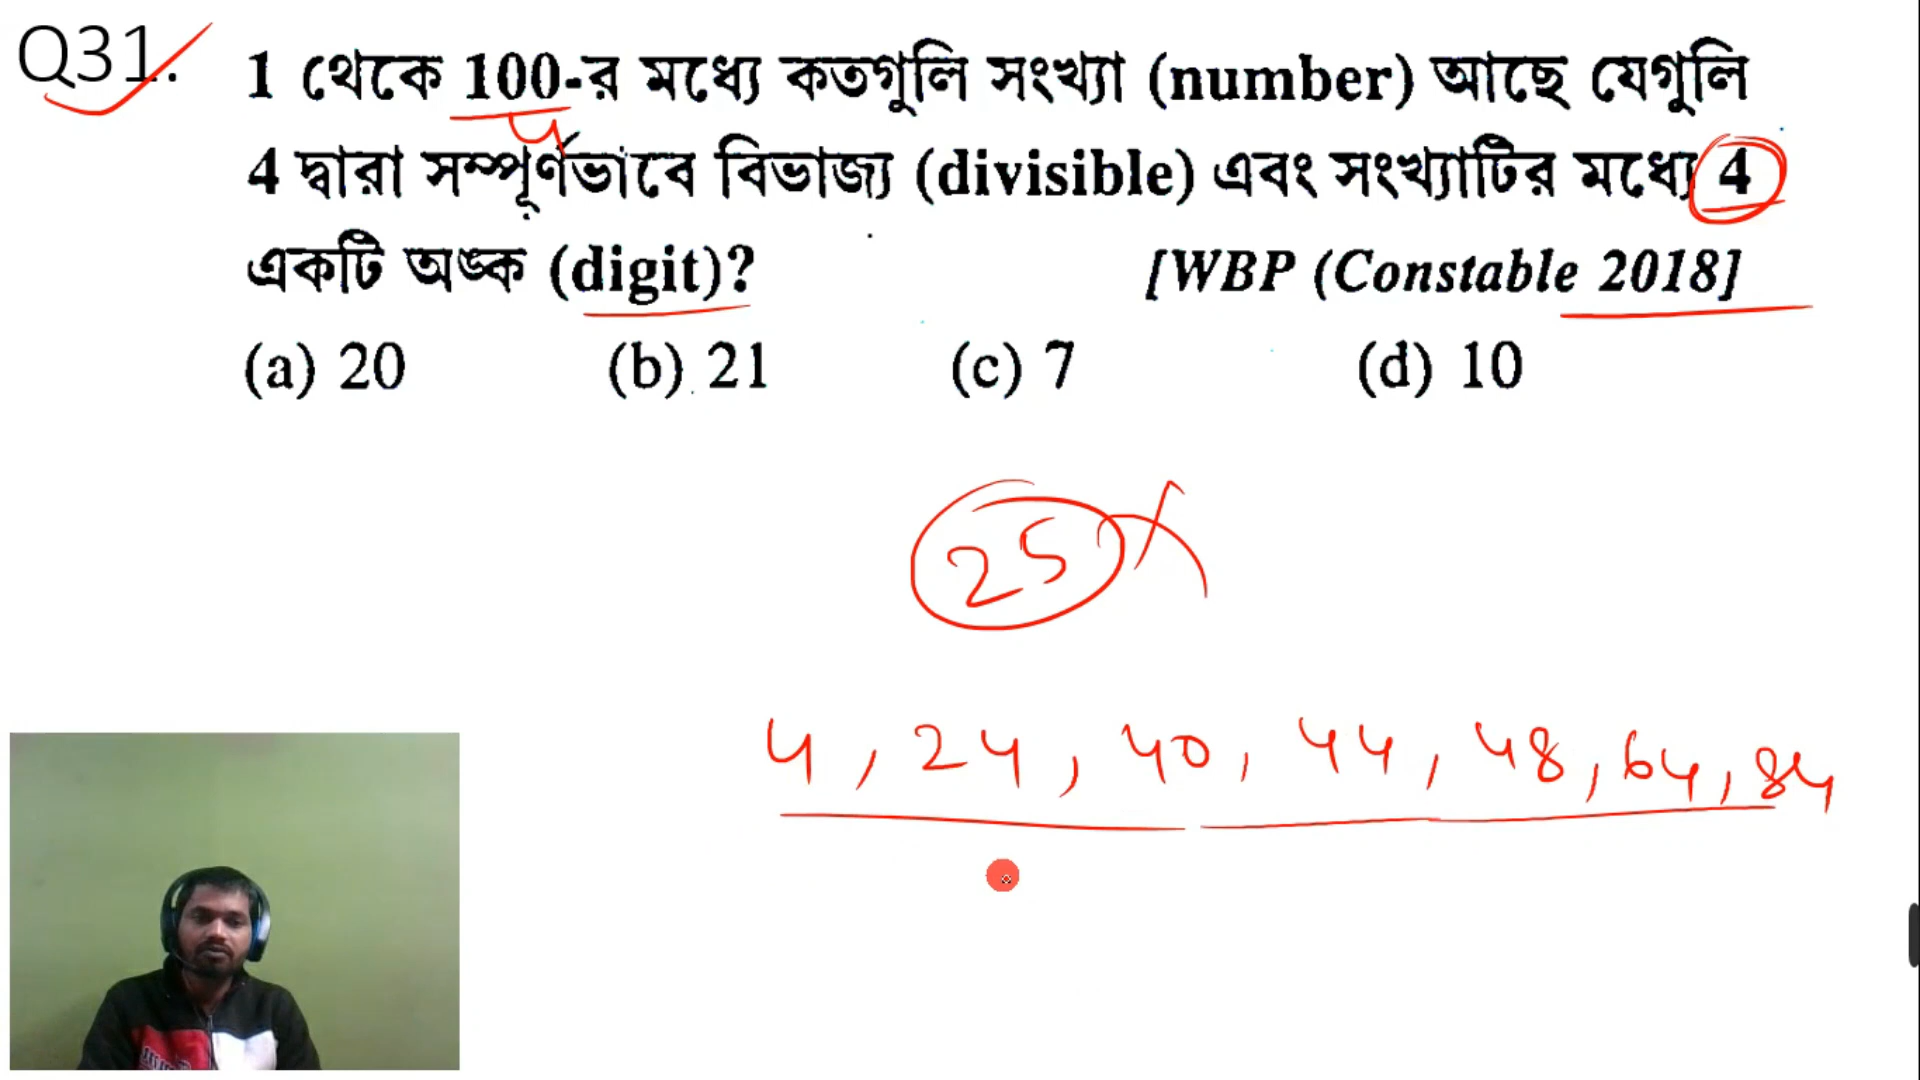 Q31.
1 থেকে 100-র মধ্যে কতগুলি সংখ্যা (number) আছে যেগুলি
4
4 দ্বারা সম্পূর্ণভাবে বিভাজ্য (divisible) এবং সংখ্যাটির মধ্যে 4
একটি অঙ্ক (digit)? [WBP (Constable 2018]
(a) 20 (b) 21 (c) 7 (d) 10
25
4, 24, 40, 44, 48, 64, 84